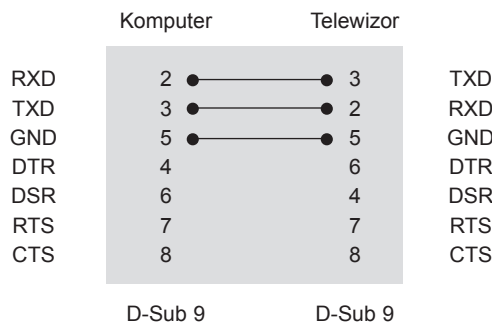 Komputer Telewizor
RXD 2 3 TXD
TXD 3 2 RXD
GND 5 5 GND
DTR 4 6 DTR
DSR 6 4 DSR
RTS 7 7 RTS
CTS 8 8 CTS
D-Sub 9 D-Sub 9